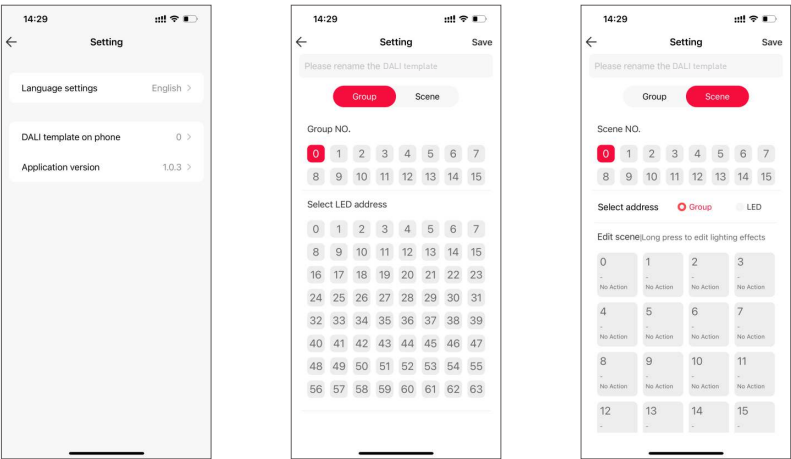 14:29
Setting
Language settings English
DALI template on phone 0
Application version 1.0.3
14:29
Setting Save
Please rename the DALI template
Group Scene
Group NO.
0 1 2 3 4 5 6 7
8 9 10 11 12 13 14 15
Select LED address
0 1 2 3 4 5 6 7
8 9 10 11 12 13 14 15
16 17 18 19 20 21 22 23
24 25 26 27 28 29 30 31
32 33 34 35 36 37 38 39
40 41 42 43 44 45 46 47
48 49 50 51 52 53 54 55
56 57 58 59 60 61 62 63
14:29
Setting Save
Please rename the DALI template
Group Scene
Scene NO.
0 1 2 3 4 5 6 7
8 9 10 11 12 13 14 15
Select address Group LED
Edit scene|Long press to edit lighting effects
0 1 2 3
- - - -
No Action No Action No Action No Action
4 5 6 7
- - - -
No Action No Action No Action No Action
8 9 10 11
- - - -
No Action No Action No Action No Action
12 13 14 15
- - - -